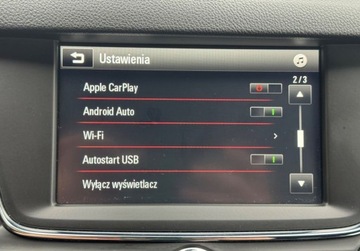 Ustawienia
2/3
Apple CarPlay
Android Auto
Wi-Fi
Autostart USB
Wyłącz wyświetlacz